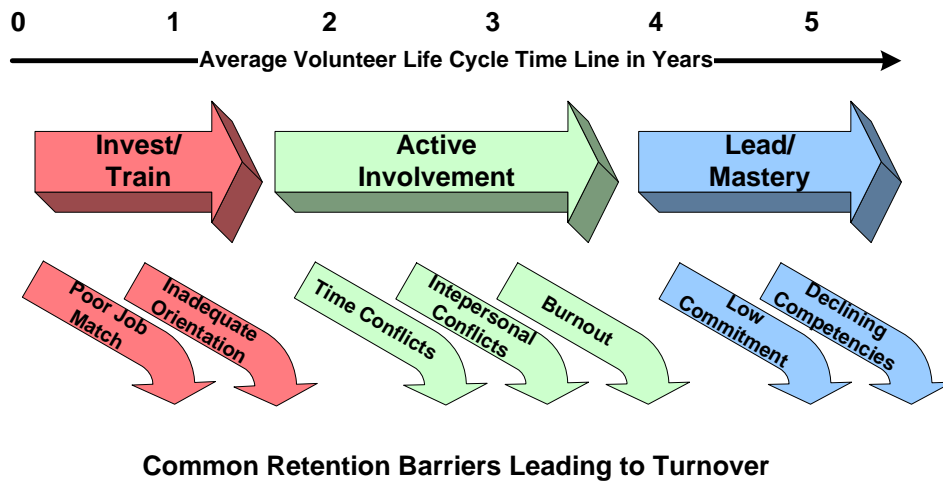 0 1 2 3 4 5
Average Volunteer Life Cycle Time Line in Years
Invest/
Train
Active
Involvement
Lead/
Mastery
Poor Job
Match
Inadequate
Orientation
Time Conflicts
Intepersonal
Conflicts
Burnout
Low
Commitment
Declining
Competencies
Common Retention Barriers Leading to Turnover